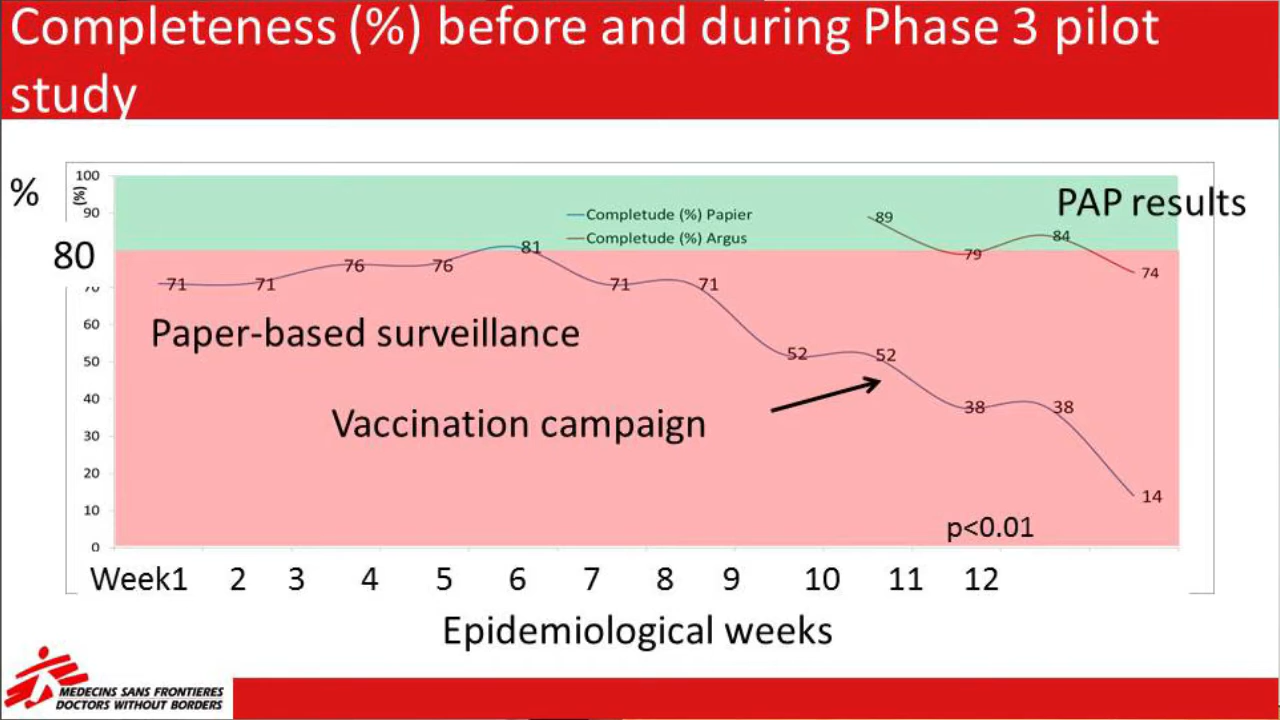 Completeness (%) before and during Phase 3 pilot
study
%
(%)
100
90
80
60
50
40
30
20
10
0
Completude (%) Papier
Completude (%) Argus
PAP results
89
79
84
74
71
71
76
76
81
71
71
52
52
38
38
14
Paper-based surveillance
Vaccination campaign
p<0.01
Week1 2 3 4 5 6 7 8 9 10 11 12
Epidemiological weeks
MEDECINS SANS FRONTIERES
DOCTORS WITHOUT BORDERS